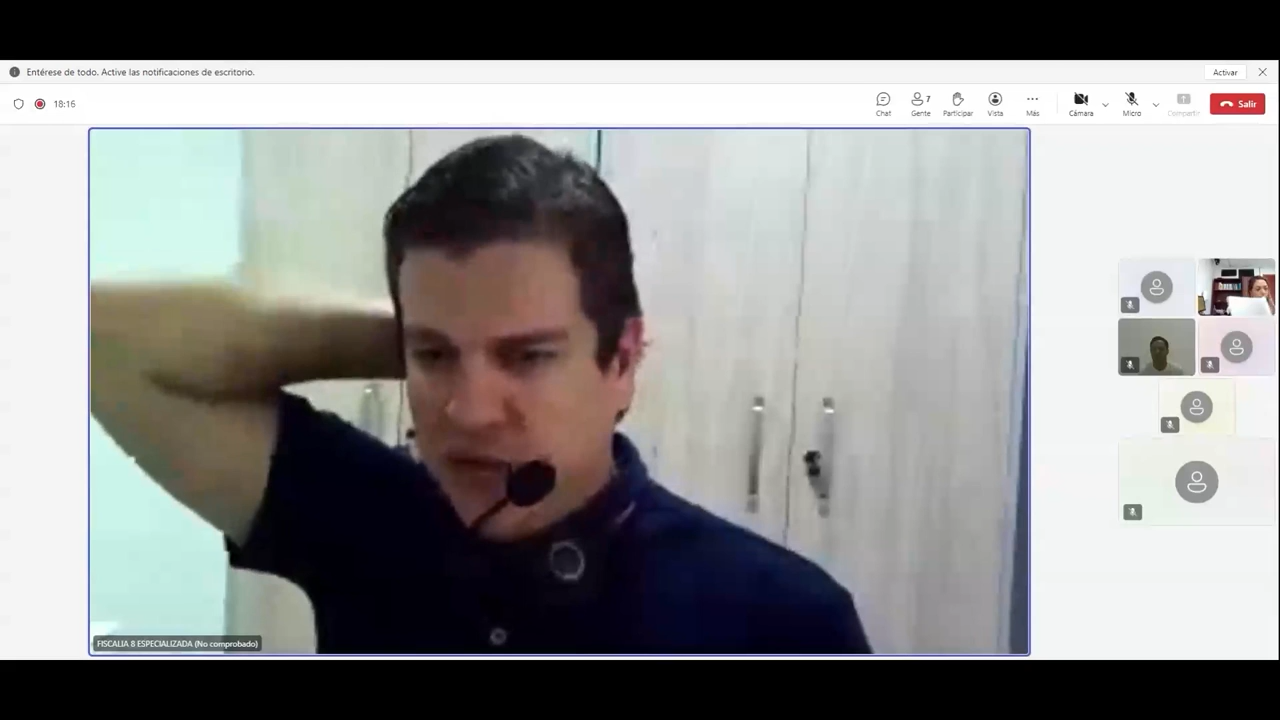 Entérese de todo. Active las notificaciones de escritorio.
Activar
18:16
Chat
Gente
7
Participar
Vista
Más
Cámara
Micro
Compartir
Salir
FISCALIA 8 ESPECIALIZADA (No comprobado)